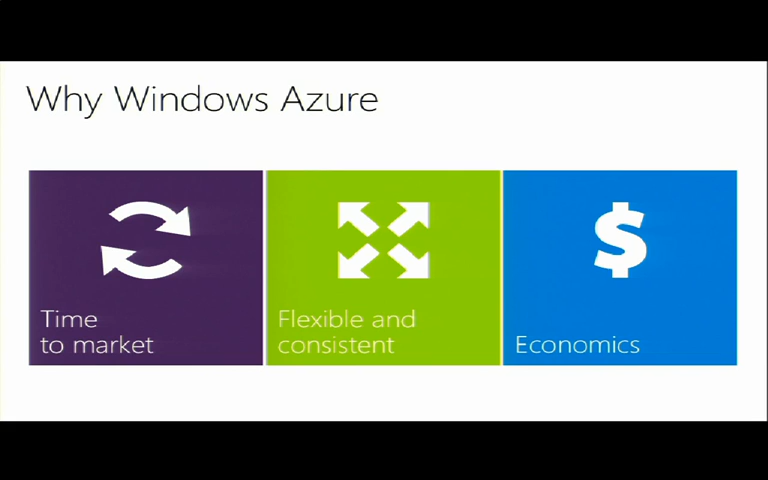 Why Windows Azure
Time
to market
Flexible and
consistent
$
Economics